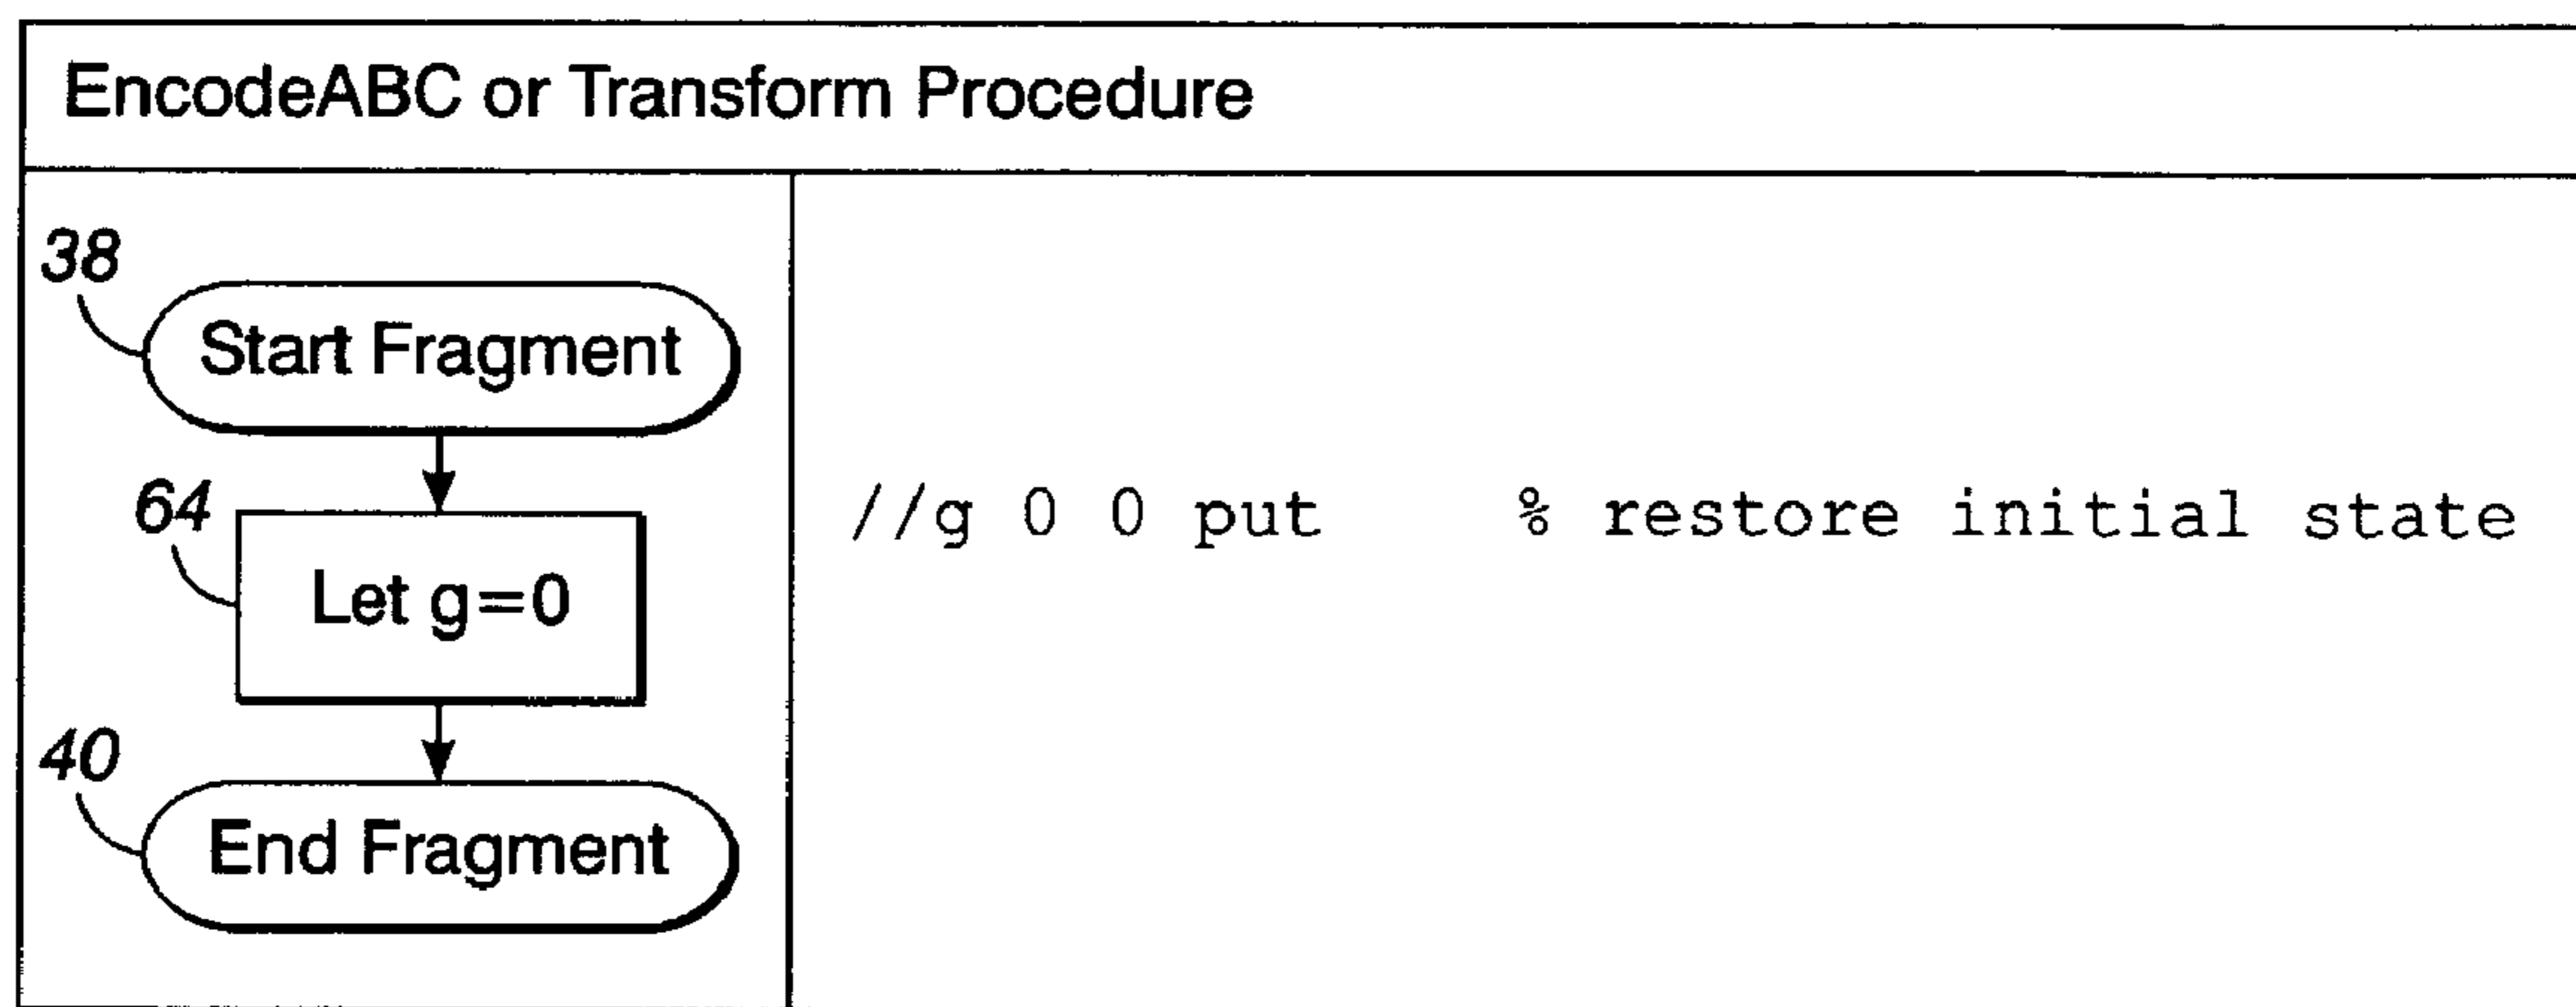 EncodeABC or Transform Procedure
38
Start Fragment
64
//g 0 0 put % restore initial state
Let g=0
40
End Fragment